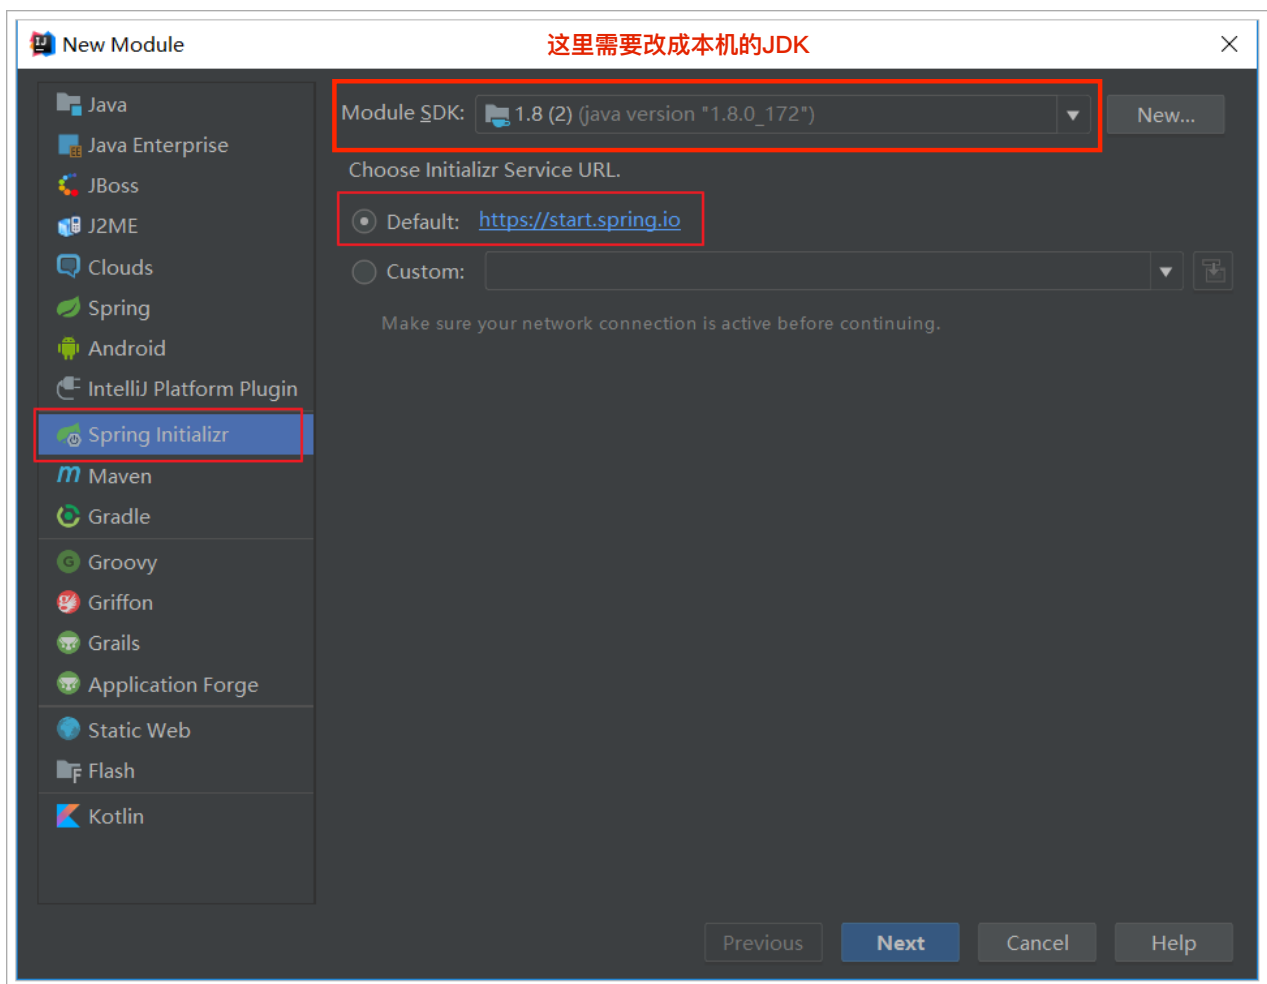 New Module
这里需要改成本机的JDK
Java
Java Enterprise
JBoss
J2ME
Clouds
Spring
Android
IntelliJ Platform Plugin
Spring Initializr
Maven
Gradle
Groovy
Griffon
Grails
Application Forge
Static Web
Flash
Kotlin
Module SDK: 1.8 (2) (java version "1.8.0_172") New...
Choose Initializr Service URL.
Default: https://start.spring.io
Custom:
Make sure your network connection is active before continuing.
Previous Next Cancel Help